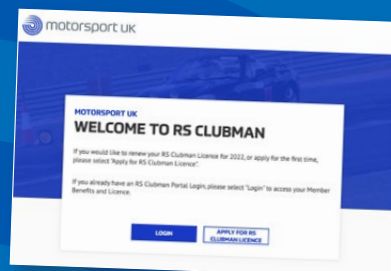 motorsport UK
MOTORSPORT UK
WELCOME TO RS CLUBMAN
If you would like to renew your RS Clubman Licence for 2022, or apply for the first time,
please select "Apply for RS Clubman Licence".
If you already have an RS Clubman Portal Login, please select "Login" to access your Member
Benefits and Licence.
LOGIN
APPLY FOR RS
CLUBMAN LICENCE